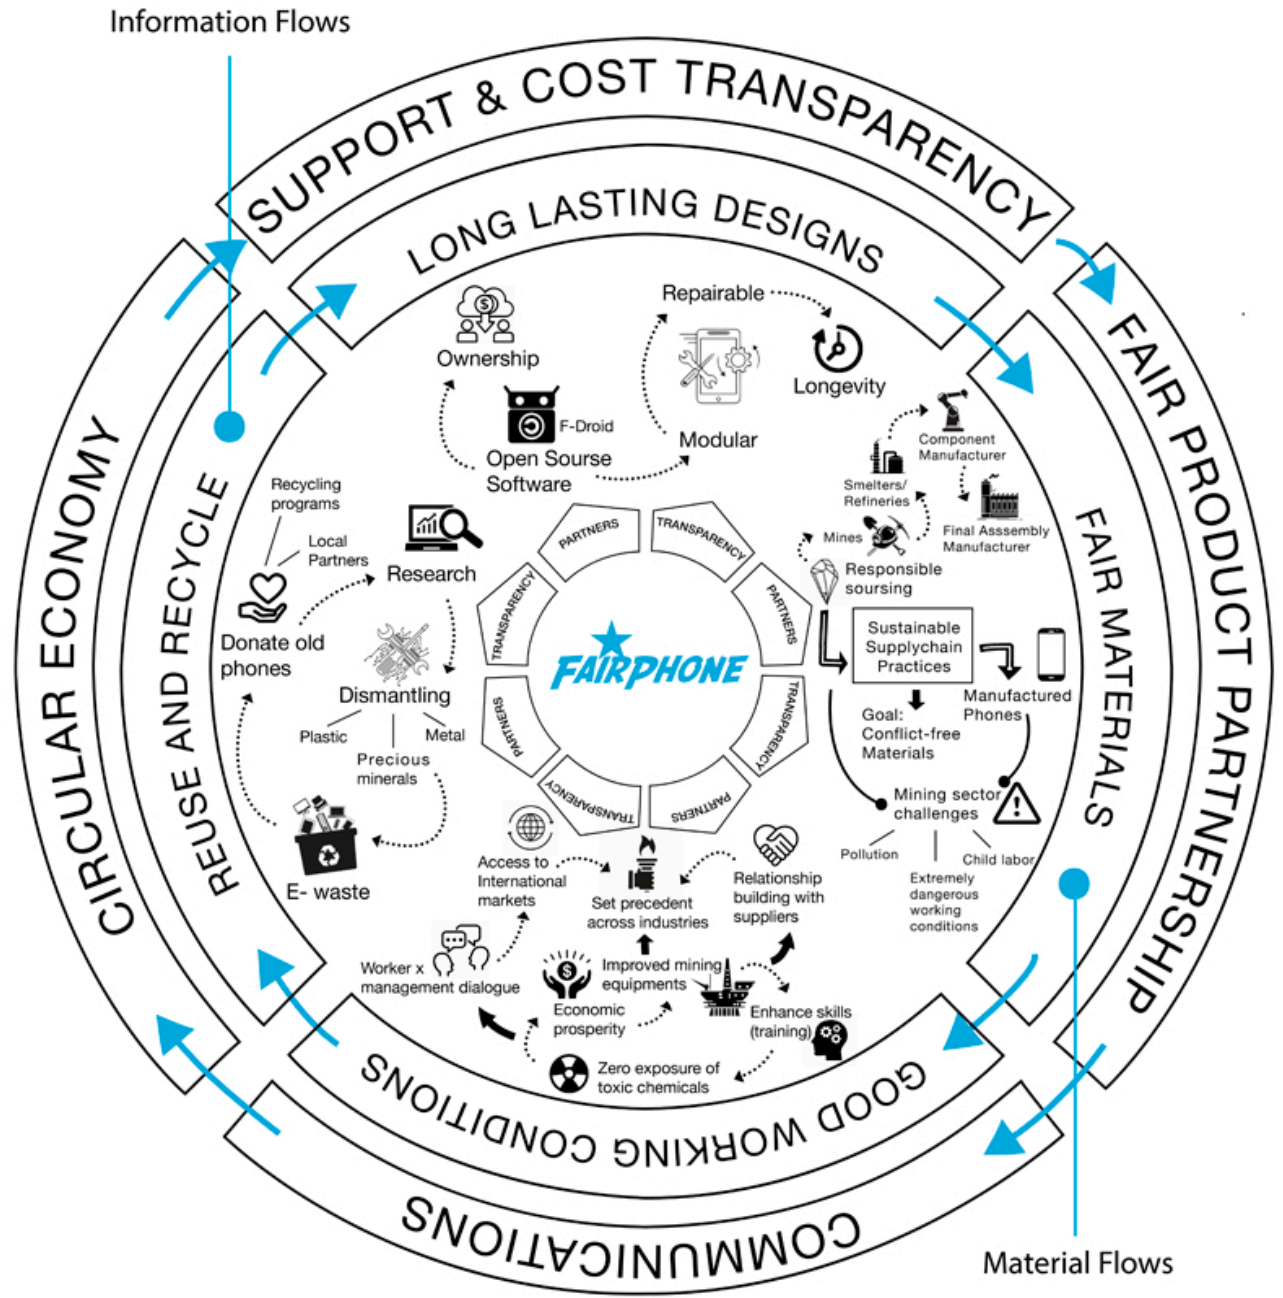 Information Flows
SUPPORT & COST TRANSPARENCY
LONG LASTING DESIGNS
FAIR PRODUCT PARTNERSHIP
FAIR MATERIALS
COMMUNICATIONS
GOOD WORKING CONDITIONS
CIRCULAR ECONOMY
REUSE AND RECYCLE
Ownership
F-Droid
Open Sourse
Software
Repairable
Longevity
Modular
Component
Manufacturer
Smelters/
Refineries
Mines
Final Asssembly
Manufacturer
Responsible
soursing
Sustainable
Supplychain
Practices
Manufactured
Phones
Goal:
Conflict-free
Materials
Mining sector
challenges
Pollution
Child labor
Extremely
dangerous
working
conditions
Recycling
programs
Local
Partners
Research
Donate old
phones
Dismantling
Plastic
Metal
Precious
minerals
E- waste
PARTNERS
TRANSPARENCY
PARTNERS
TRANSPARENCY
PARTNERS
TRANSPARENCY
PARTNERS
TRANSPARENCY
FAIRPHONE
Access to
International
markets
Set precedent
across industries
Relationship
building with
suppliers
Worker x
management dialogue
Economic
prosperity
Improved mining
equipments
Enhance skills
(training)
Zero exposure of
toxic chemicals
Material Flows